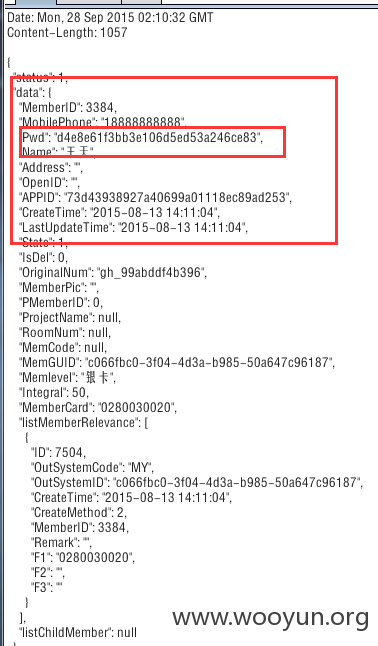 Date: Mon, 28 Sep 2015 02:10:32 GMT
Content-Length: 1057
{
"status": 1,
"data": {
"MemberID": 3384,
"MobilePhone": "18888888888",
"Pwd": "d4e8e61f3bb3e106d5ed53a246ce83",
"Name": "王天",
"Address": "",
"OpenID": "",
"APPID": "73d43938927a40699a01118ec89ad253",
"CreateTime": "2015-08-13 14:11:04",
"LastUpdateTime": "2015-08-13 14:11:04",
"State": 1,
"IsDel": 0,
"OriginalNum": "gh_99abddf4b396",
"MemberPic": "",
"PMemberID": 0,
"ProjectName": null,
"RoomNum": null,
"MemCode": null,
"MemGUID": "c066fbc0-3f04-4d3a-b985-50a647c96187",
"Memlevel": "银卡",
"Integral": 50,
"MemberCard": "0280030020",
"listMemberRelevance": [
{
"ID": 7504,
"OutSystemCode": "MY",
"OutSystemID": "c066fbc0-3f04-4d3a-b985-50a647c96187",
"CreateTime": "2015-08-13 14:11:04",
"CreateMethod": 2,
"MemberID": 3384,
"Remark": "",
"F1": "0280030020",
"F2": "",
"F3": ""
}
],
"listChildMember": null
www.wooyun.org